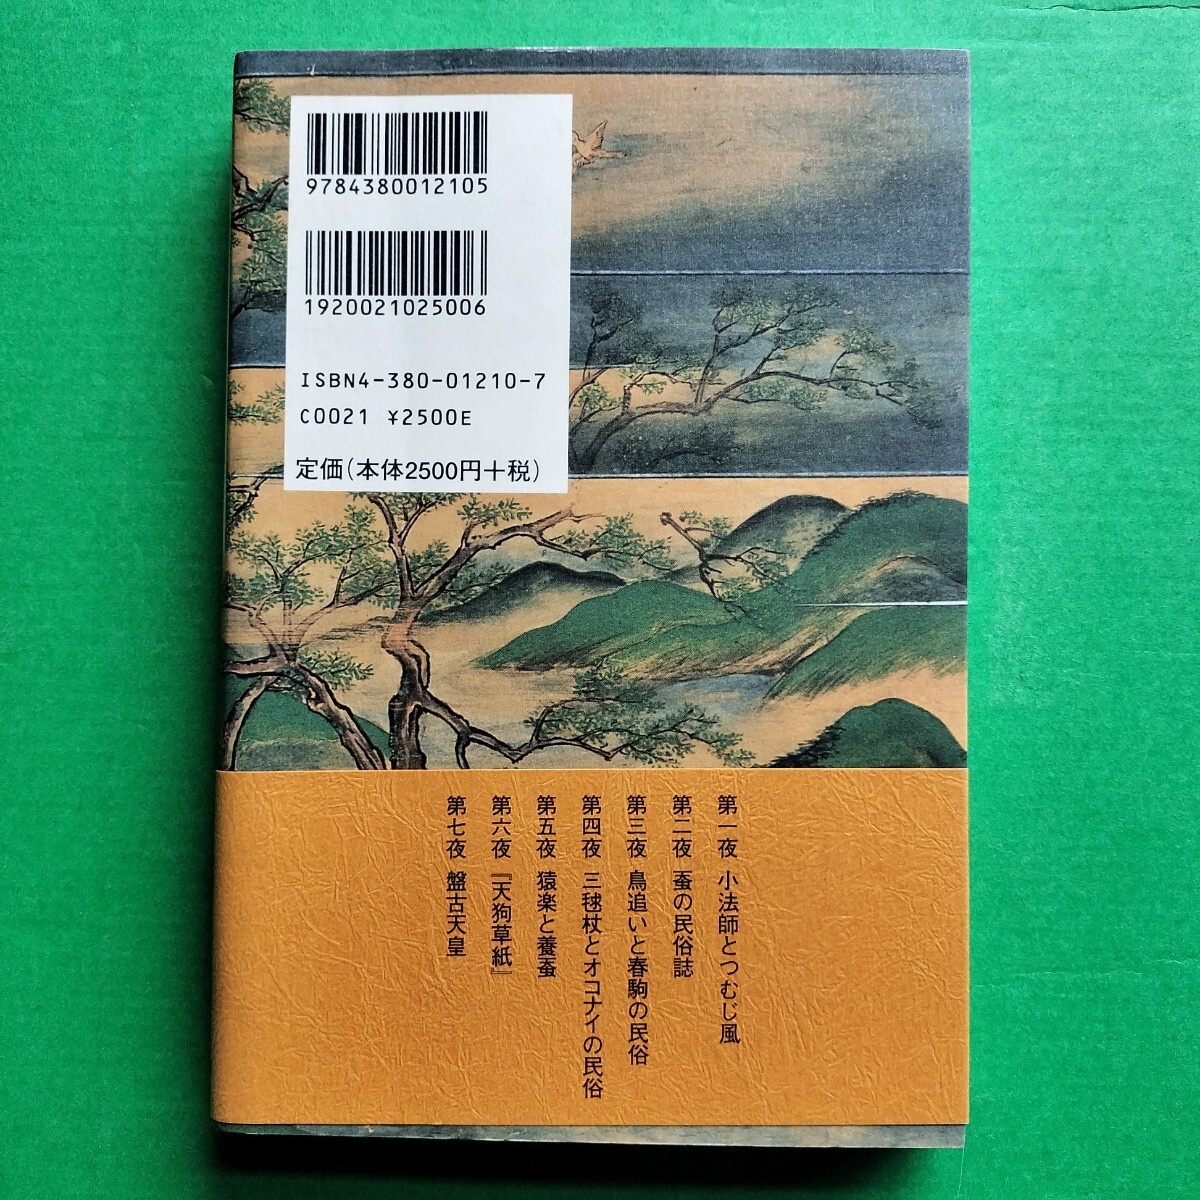 9784380012105
1920021025006
ISBN4-380-01210-7
C0021 ¥2500E
定価(本体2500円+税)
第一夜 小法師とつむじ風
第二夜 蚕の民俗誌
第三夜 鳥追いと春駒の民俗
第四夜 三毬杖とオコナイの民俗
第五夜 猿楽と養蚕
第六夜 『天狗草紙』
第七夜 盤古天皇